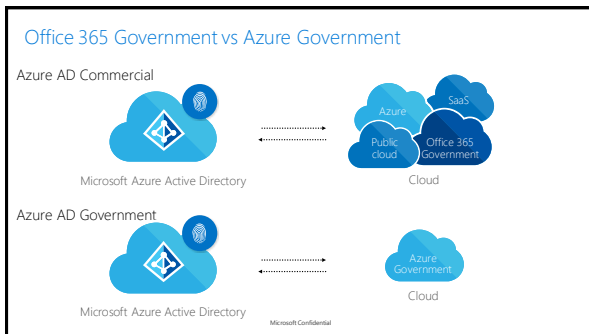 Office 365 Government vs Azure Government
Azure AD Commercial
SaaS
Azure
Public
cloud
Office 365
Government
Microsoft Azure Active Directory
Cloud
Azure AD Government
Azure
Government
Cloud
Microsoft Azure Active Directory
Microsoft Confidential